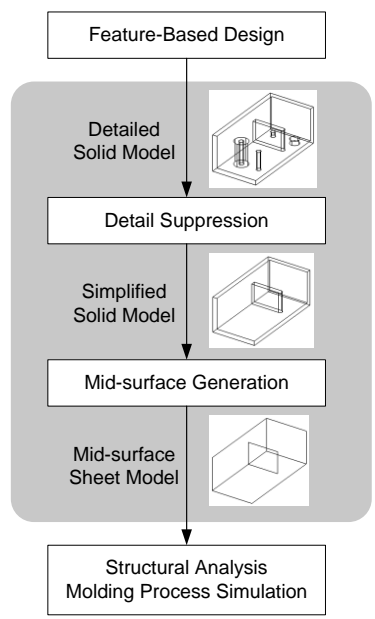 Feature-Based Design
Detailed
Solid Model
Detail Suppression
Simplified
Solid Model
Mid-surface Generation
Mid-surface
Sheet Model
Structural Analysis
Molding Process Simulation